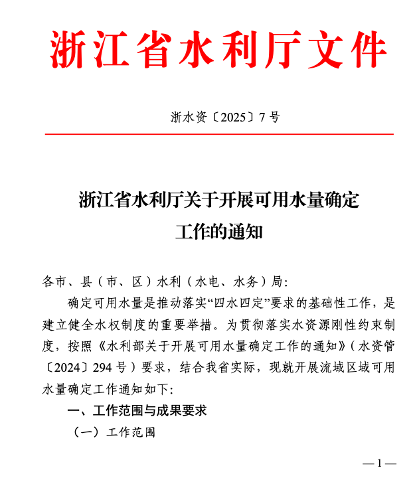 浙江省水利厅文件
浙水资〔2025〕7号
浙江省水利厅关于开展可用水量确定
工作的通知
各市、县（市、区）水利（水电、水务）局：
确定可用水量是推动落实“四水四定”要求的基础性工作，是
建立健全水权制度的重要举措。为贯彻落实水资源刚性约束制
度，按照《水利部关于开展可用水量确定工作的通知》（水资管
〔2024〕294号）要求，结合我省实际，现就开展流域区域可用
水量确定工作通知如下：
一、工作范围与成果要求
（一）工作范围
— 1 —